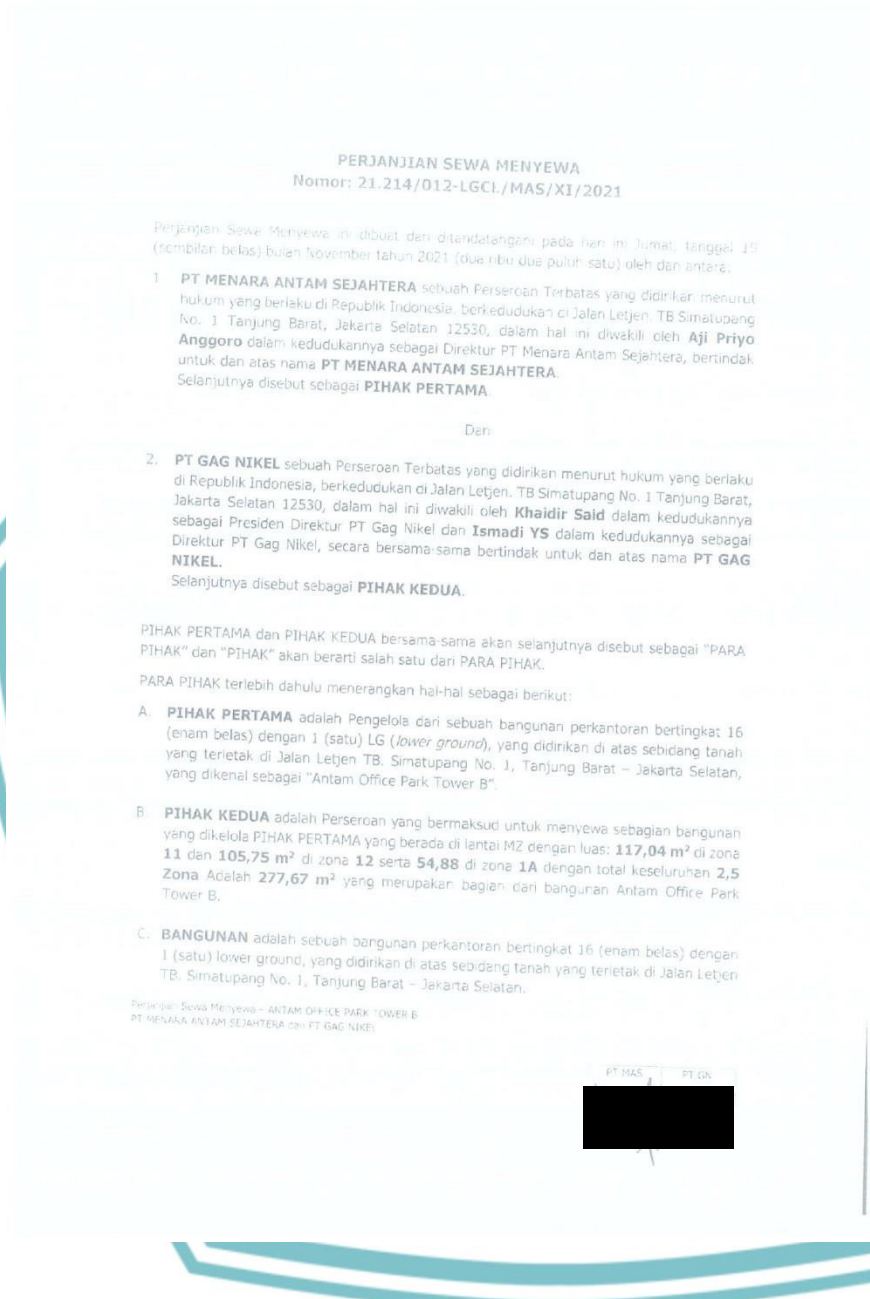 PERJANJIAN SEWA MENYEWA
Nomor: 21.214/012-LGCL/MAS/XI/2021
Perjanjian Sewa Menyewa ini dibuat dan ditandatangani pada hari ini Jumat, tanggal 19
(sembilan belas) bulan November tahun 2021 (dua ribu dua puluh satu) oleh dan antara:
1 PT MENARA ANTAM SEJAHTERA sebuah Perseroan Terbatas yang didirikan menurut
hukum yang berlaku di Republik Indonesia, berkedudukan di Jalan Letjen. TB Simatupang
No. 1 Tanjung Barat, Jakarta Selatan 12530, dalam hal ini diwakili oleh Aji Priyo
Anggoro dalam kedudukannya sebagai Direktur PT Menara Antam Sejahtera, bertindak
untuk dan atas nama PT MENARA ANTAM SEJAHTERA.
Selanjutnya disebut sebagai PIHAK PERTAMA.
Dan
2. PT GAG NIKEL sebuah Perseroan Terbatas yang didirikan menurut hukum yang berlaku
di Republik Indonesia, berkedudukan di Jalan Letjen. TB Simatupang No. 1 Tanjung Barat,
Jakarta Selatan 12530, dalam hal ini diwakili oleh Khaidir Said dalam kedudukannya
sebagai Presiden Direktur PT Gag Nikel dan Ismadi YS dalam kedudukannya sebagai
Direktur PT Gag Nikel, secara bersama-sama bertindak untuk dan atas nama PT GAG
NIKEL.
Selanjutnya disebut sebagai PIHAK KEDUA.
PIHAK PERTAMA dan PIHAK KEDUA bersama-sama akan selanjutnya disebut sebagai "PARA
PIHAK" dan "PIHAK" akan berarti salah satu dari PARA PIHAK.
PARA PIHAK terlebih dahulu menerangkan hal-hal sebagai berikut:
A. PIHAK PERTAMA adalah Pengelola dari sebuah bangunan perkantoran bertingkat 16
(enam belas) dengan 1 (satu) LG (lower ground), yang didirikan di atas sebidang tanah
yang terletak di Jalan Letjen TB. Simatupang No. 1, Tanjung Barat – Jakarta Selatan,
yang dikenal sebagai "Antam Office Park Tower B".
B. PIHAK KEDUA adalah Perseroan yang bermaksud untuk menyewa sebagian bangunan
yang dikelola PIHAK PERTAMA yang berada di lantai MZ dengan luas: 117,04 m² di zona
11 dan 105,75 m² di zona 12 serta 54,88 di zona 1A dengan total keseluruhan 2,5
Zona Adalah 277,67 m² yang merupakan bagian dari bangunan Antam Office Park
Tower B.
C. BANGUNAN adalah sebuah bangunan perkantoran bertingkat 16 (enam belas) dengan
1 (satu) lower ground, yang didirikan di atas sebidang tanah yang terletak di Jalan Letjen
TB. Simatupang No. 1, Tanjung Barat – Jakarta Selatan.
Perjanjian Sewa Menyewa – ANTAM OFFICE PARK TOWER B
PT MENARA ANTAM SEJAHTERA dan PT GAG NIKEL
PT MAS PT GN